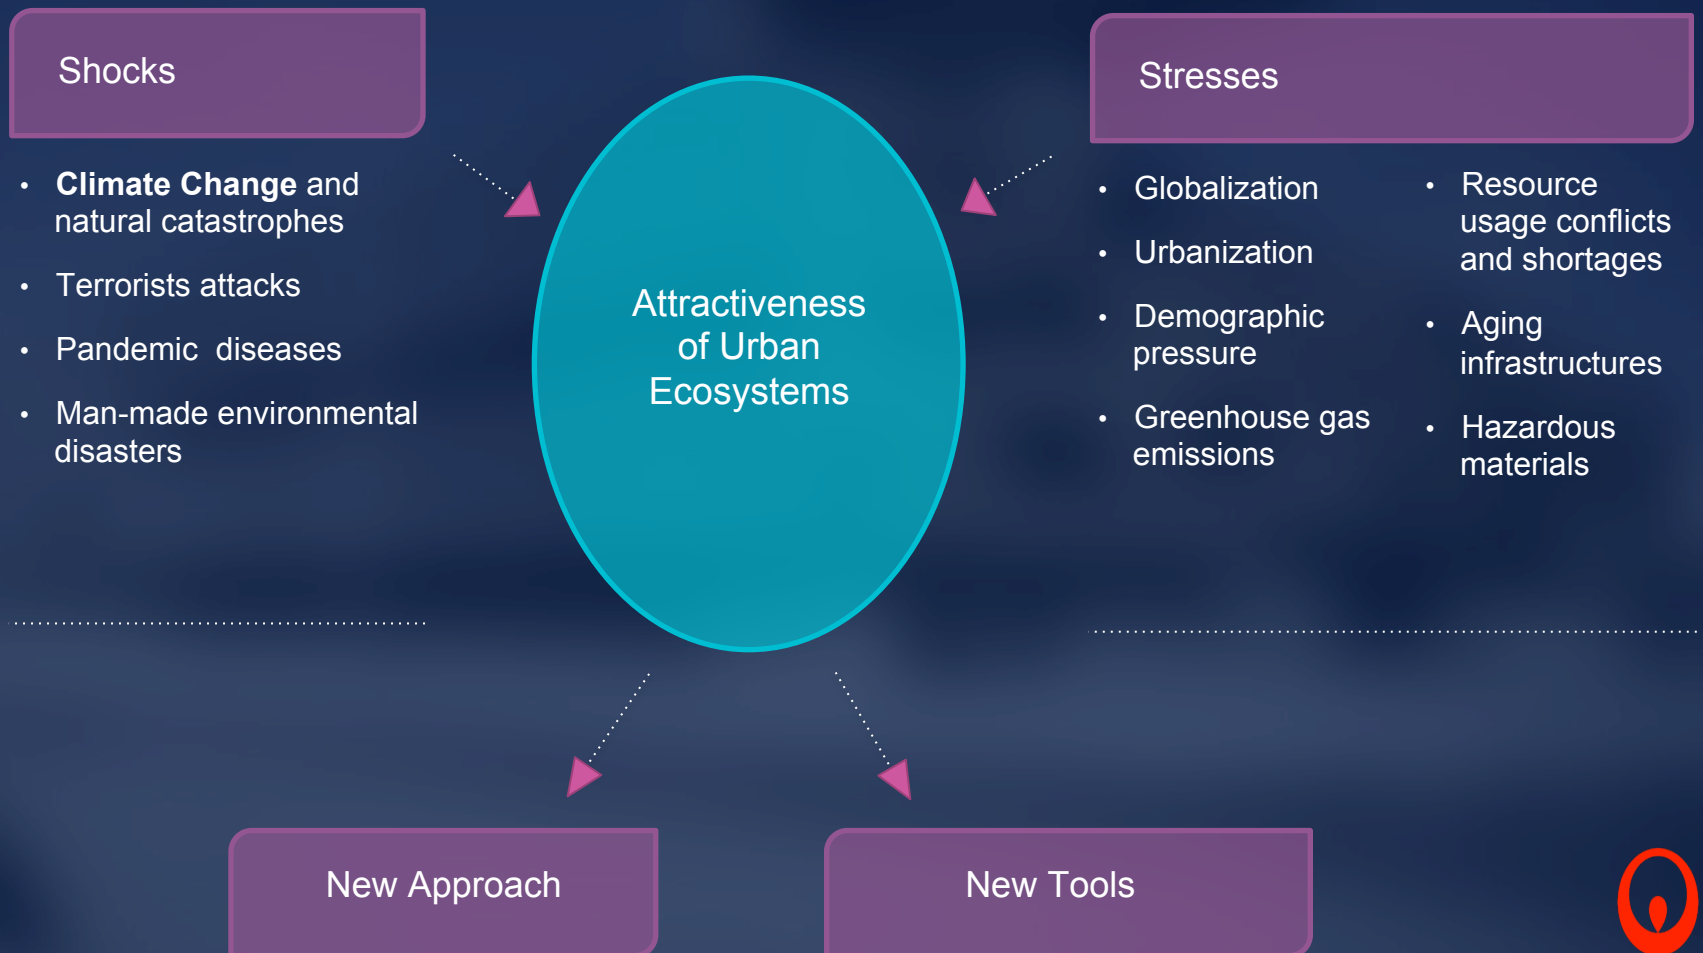 Shocks
• Climate Change and
natural catastrophes
• Terrorists attacks
• Pandemic  diseases
• Man-made environmental
disasters
Attractiveness
of Urban
Ecosystems
Stresses
• Globalization
• Urbanization
• Demographic
pressure
• Greenhouse gas
emissions
• Resource
usage conflicts
and shortages
• Aging
infrastructures
• Hazardous
materials
New Approach
New Tools